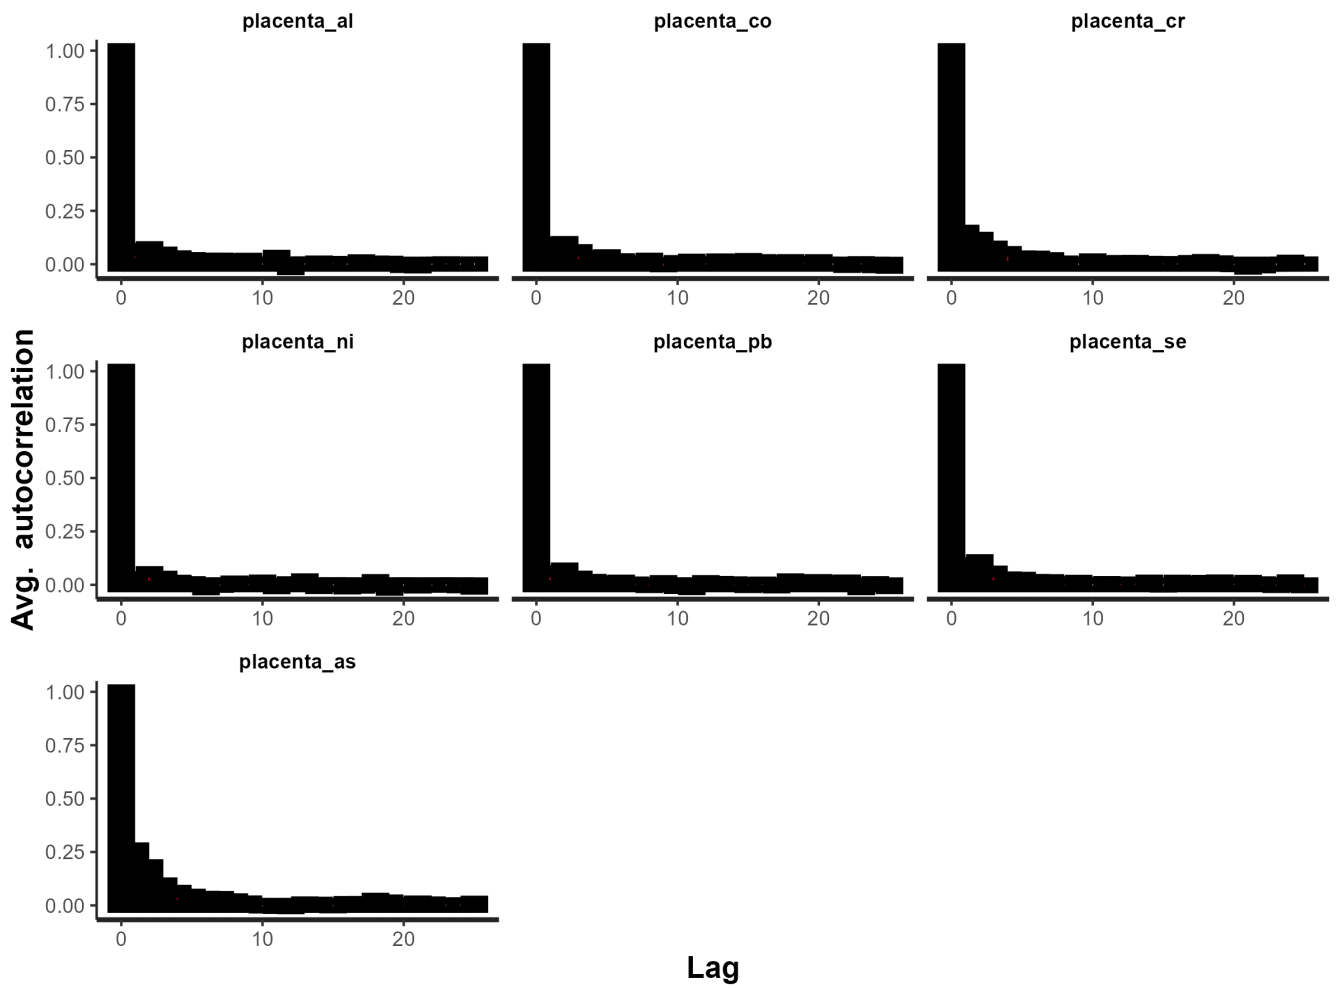 placenta_al placenta_co placenta_cr
1.00
0.75
0.50
0.25
0.00
0 10 20 0 10 20 0 10 20
placenta_ni placenta_pb placenta_se
1.00
0.75
0.50
0.25
0.00
0 10 20 0 10 20 0 10 20
Avg. autocorrelation
placenta_as
1.00
0.75
0.50
0.25
0.00
0 10 20
Lag